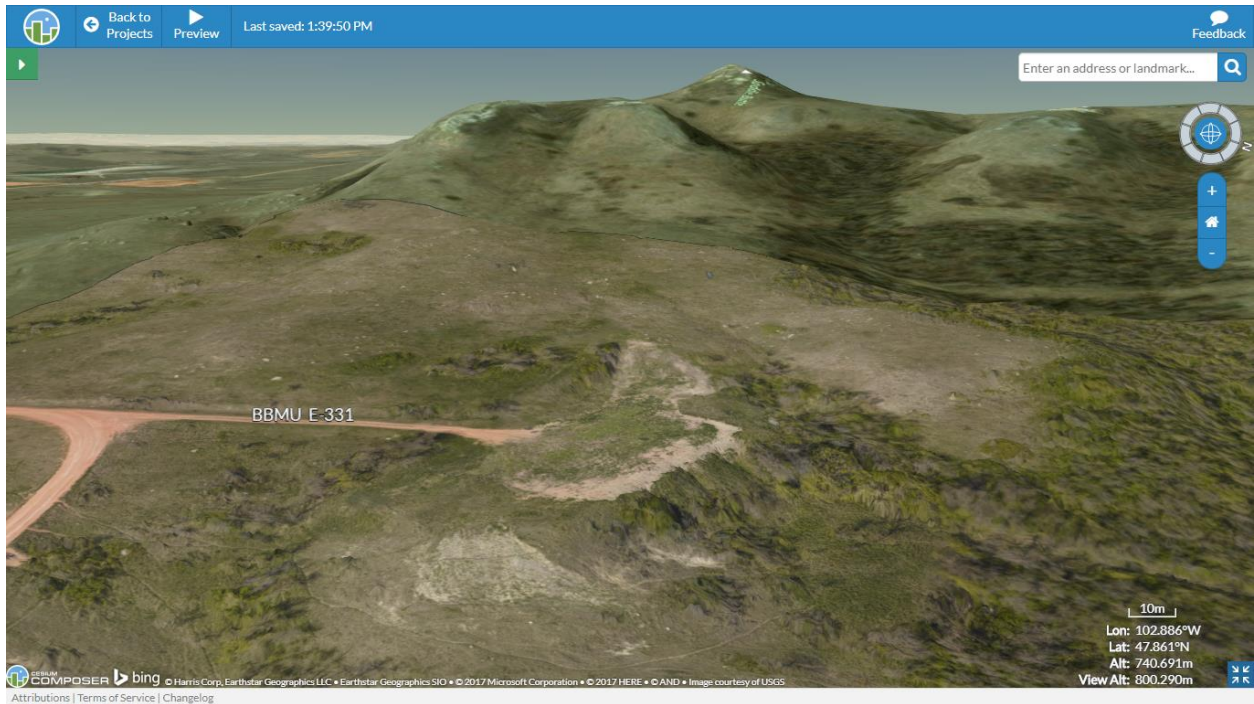 Back to
Projects
Preview
Last saved: 1:39:50 PM
Feedback
Enter an address or landmark...
N
+
-
BBMU E-331
10m
Lon: 102.886°W
Lat: 47.861°N
Alt: 740.691m
View Alt: 800.290m
CESIUM
COMPOSER bing © Harris Corp, Earthstar Geographics LLC • Earthstar Geographics SIO • © 2017 Microsoft Corporation • © 2017 HERE • © AND • Image courtesy of USGS
Attributions | Terms of Service | Changelog